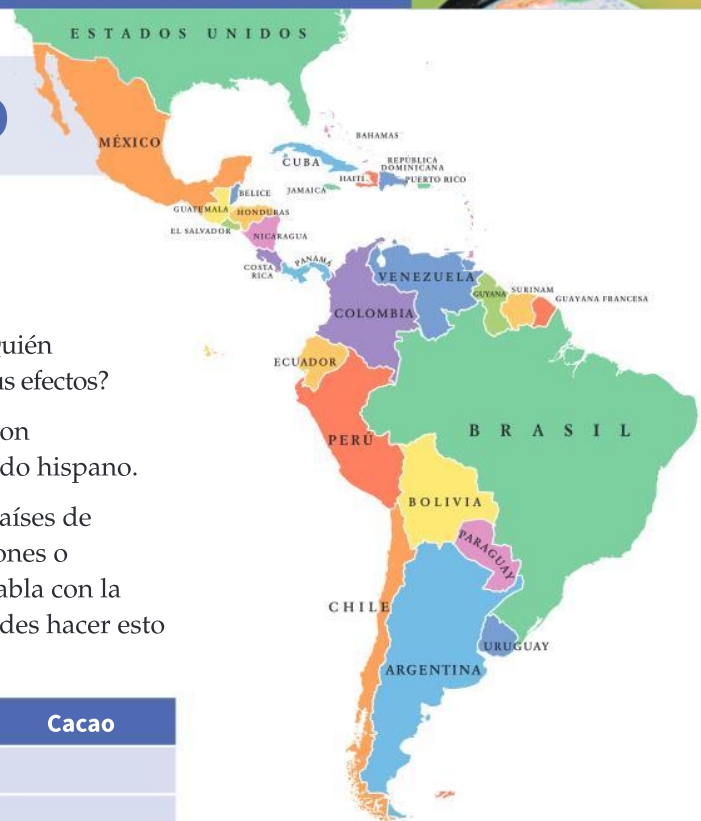 ESTADOS UNIDOS
MÉXICO
BAHAMAS
CUBA
REPÚBLICA
DOMINICANA
HAITÍ
PUERTO RICO
JAMAICA
BELICE
GUATEMALA
HONDURAS
EL SALVADOR
NICARAGUA
COSTA
RICA
PANAMÁ
VENEZUELA
GUYANA
SURINAM
GUAYANA FRANCESA
COLOMBIA
ECUADOR
PERÚ
BRASIL
BOLIVIA
PARAGUAY
CHILE
URUGUAY
ARGENTINA
us efectos?
on
do hispano.
aíses de
ones o
abla con la
des hacer esto
Cacao